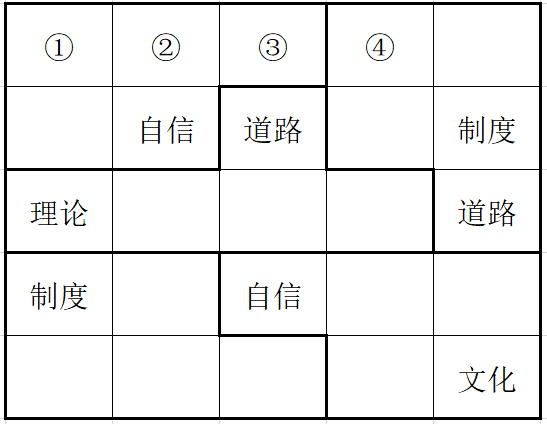 ① ② ③ ④
自信 道路 制度
理论 道路
制度 自信
文化